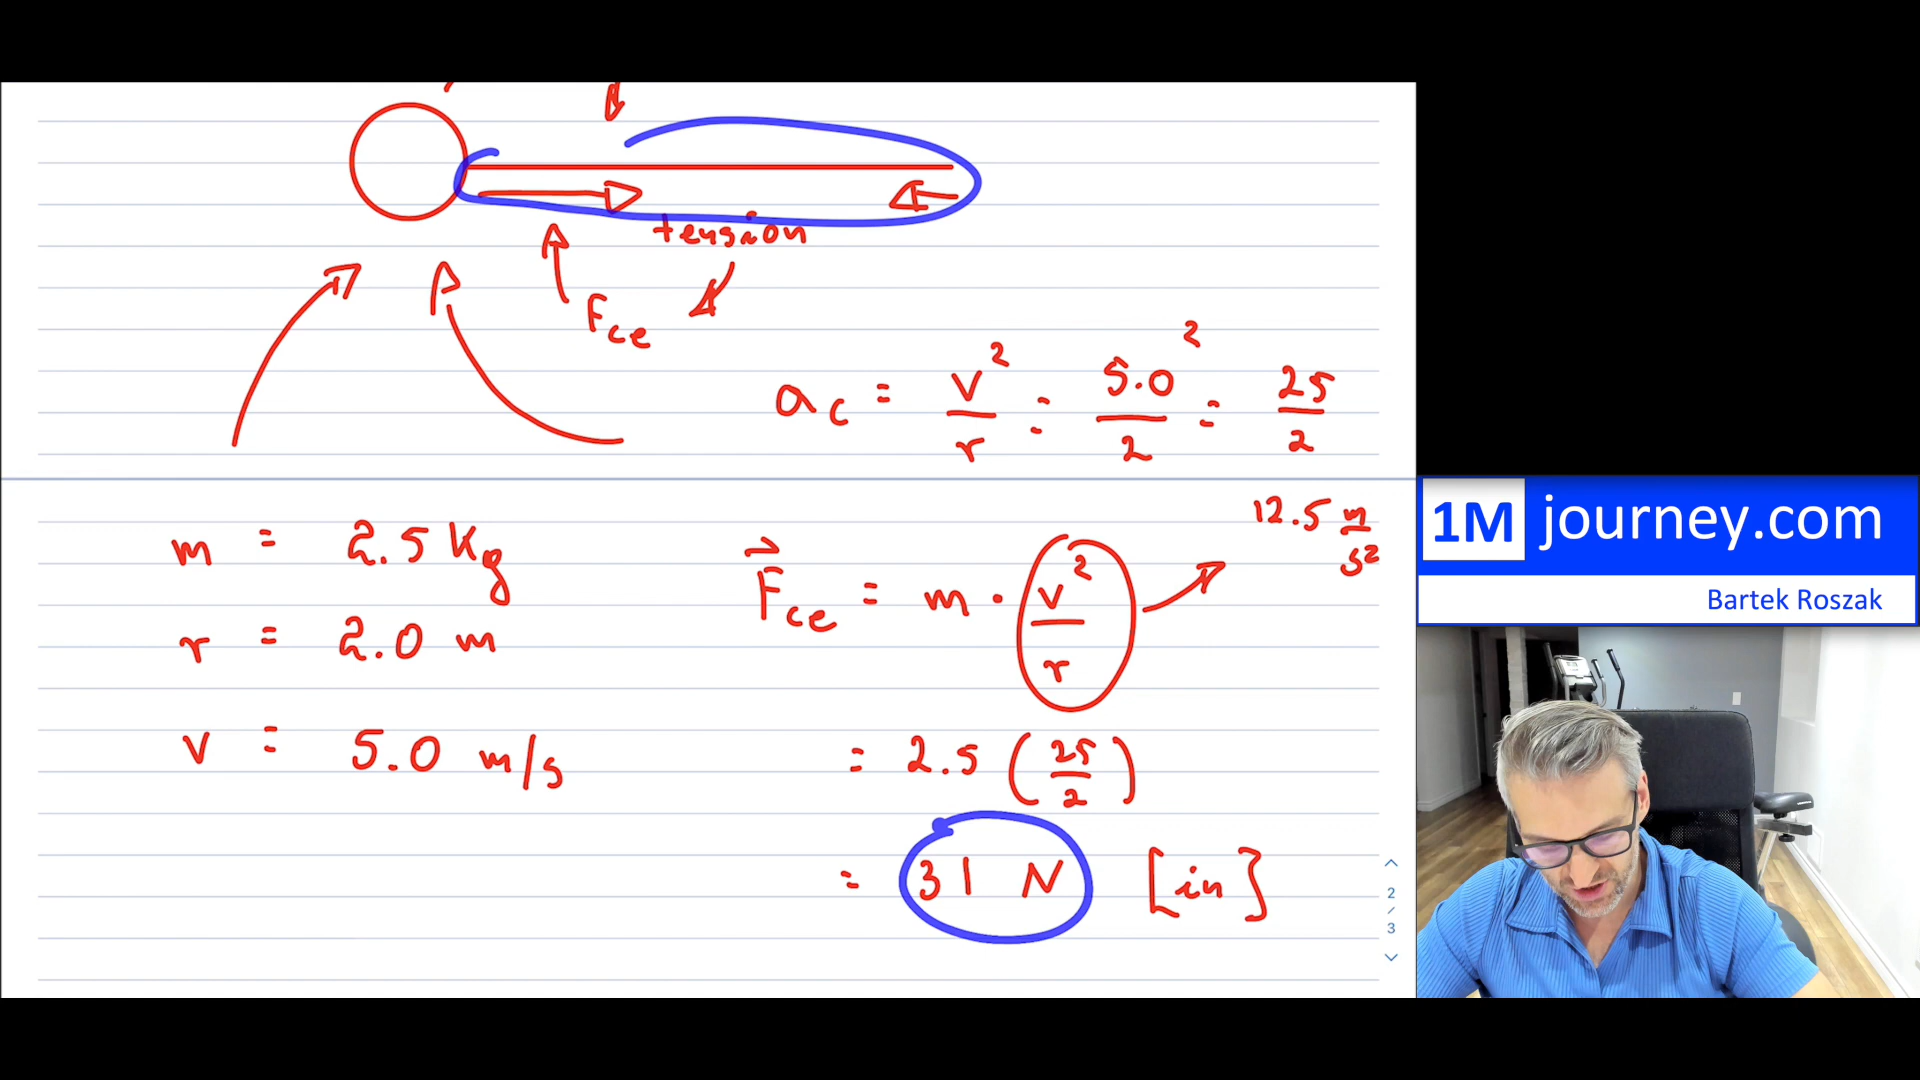 tension
Fce
ac = v²/r = 5.0²/2 = 25/2
12.5 m/s²
m = 2.5 Kg
F⃗ce = m · v²/r
r = 2.0 m
v = 5.0 m/s
= 2.5 (25/2)
= 31 N [in]
2
/
3
1M journey.com
Bartek Roszak